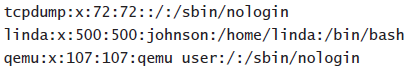 tcpdump:x:72:72::/:/sbin/nologin
linda:x:500:500:johnson:/home/linda:/bin/bash
qemu:x:107:107:qemu user:/:/sbin/nologin